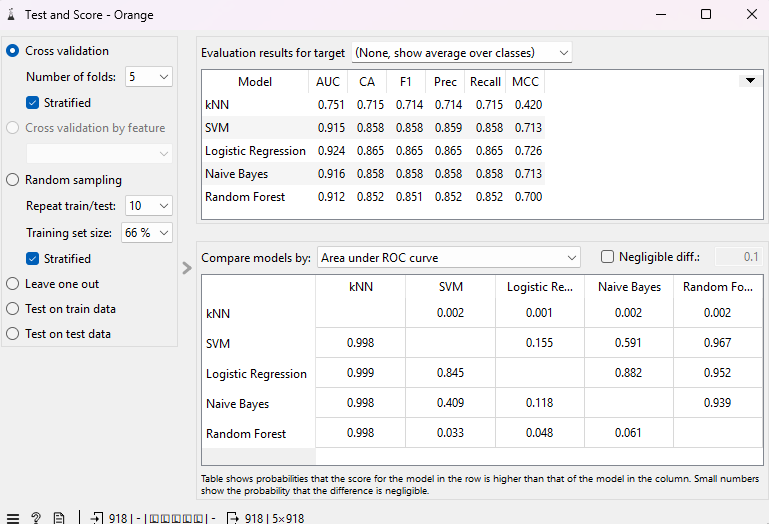 Test and Score - Orange
Cross validation
Number of folds: 5
Stratified
Cross validation by feature
Random sampling
Repeat train/test: 10
Training set size: 66 %
Stratified
Leave one out
Test on train data
Test on test data
Evaluation results for target (None, show average over classes)
Model AUC CA F1 Prec Recall MCC
kNN 0.751 0.715 0.714 0.714 0.715 0.420
SVM 0.915 0.858 0.858 0.859 0.858 0.713
Logistic Regression 0.924 0.865 0.865 0.865 0.865 0.726
Naive Bayes 0.916 0.858 0.858 0.858 0.858 0.713
Random Forest 0.912 0.852 0.851 0.852 0.852 0.700
Compare models by: Area under ROC curve Negligible diff.: 0.1
kNN SVM Logistic Re... Naive Bayes Random Fo...
kNN 0.002 0.001 0.002 0.002
SVM 0.998 0.155 0.591 0.967
Logistic Regression 0.999 0.845 0.882 0.952
Naive Bayes 0.998 0.409 0.118 0.939
Random Forest 0.998 0.033 0.048 0.061
Table shows probabilities that the score for the model in the row is higher than that of the model in the column. Small numbers
show the probability that the difference is negligible.
918 | - | | - 918 | 5×918